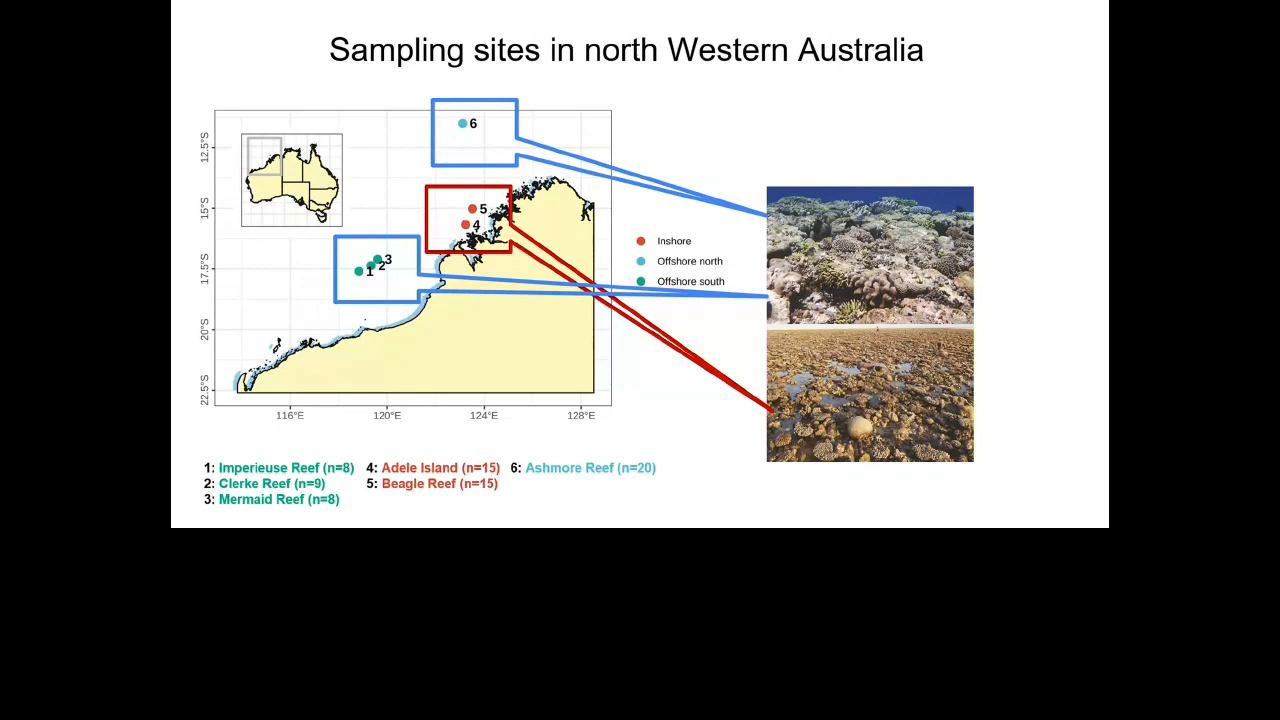 Sampling sites in north Western Australia
12.5°S
15°S
17.5°S
20°S
22.5°S
6
5
4
3
2
1
116°E
120°E
124°E
128°E
Inshore
Offshore north
Offshore south
1: Imperieuse Reef (n=8) 4: Adele Island (n=15) 6: Ashmore Reef (n=20)
2: Clerke Reef (n=9) 5: Beagle Reef (n=15)
3: Mermaid Reef (n=8)